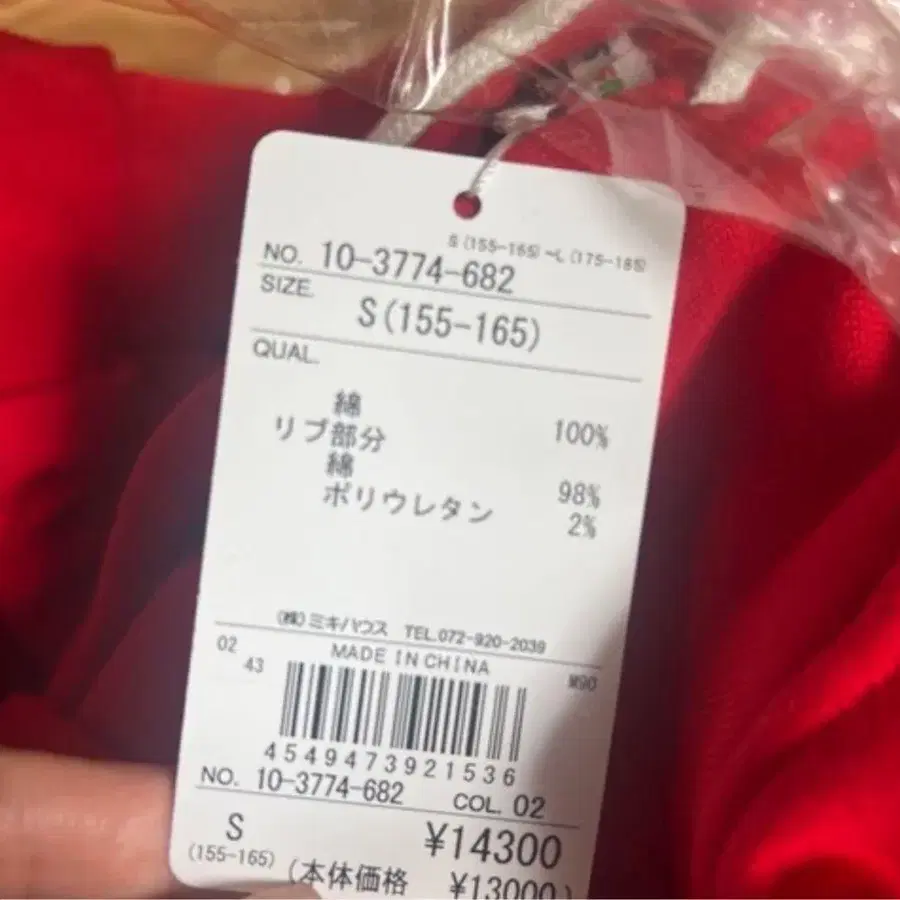 S(155-165)~L(175-185)
NO. 10-3774-682
SIZE.
S(155-165)
QUAL.
綿 100%
リブ部分
綿 98%
ポリウレタン 2%
(株)ミキハウス TEL.072-920-2039
02 MADE IN CHINA
43 M90
4549473921536
NO. 10-3774-682 COL. 02
S ¥14300
(155-165) (本体価格 ¥13000)